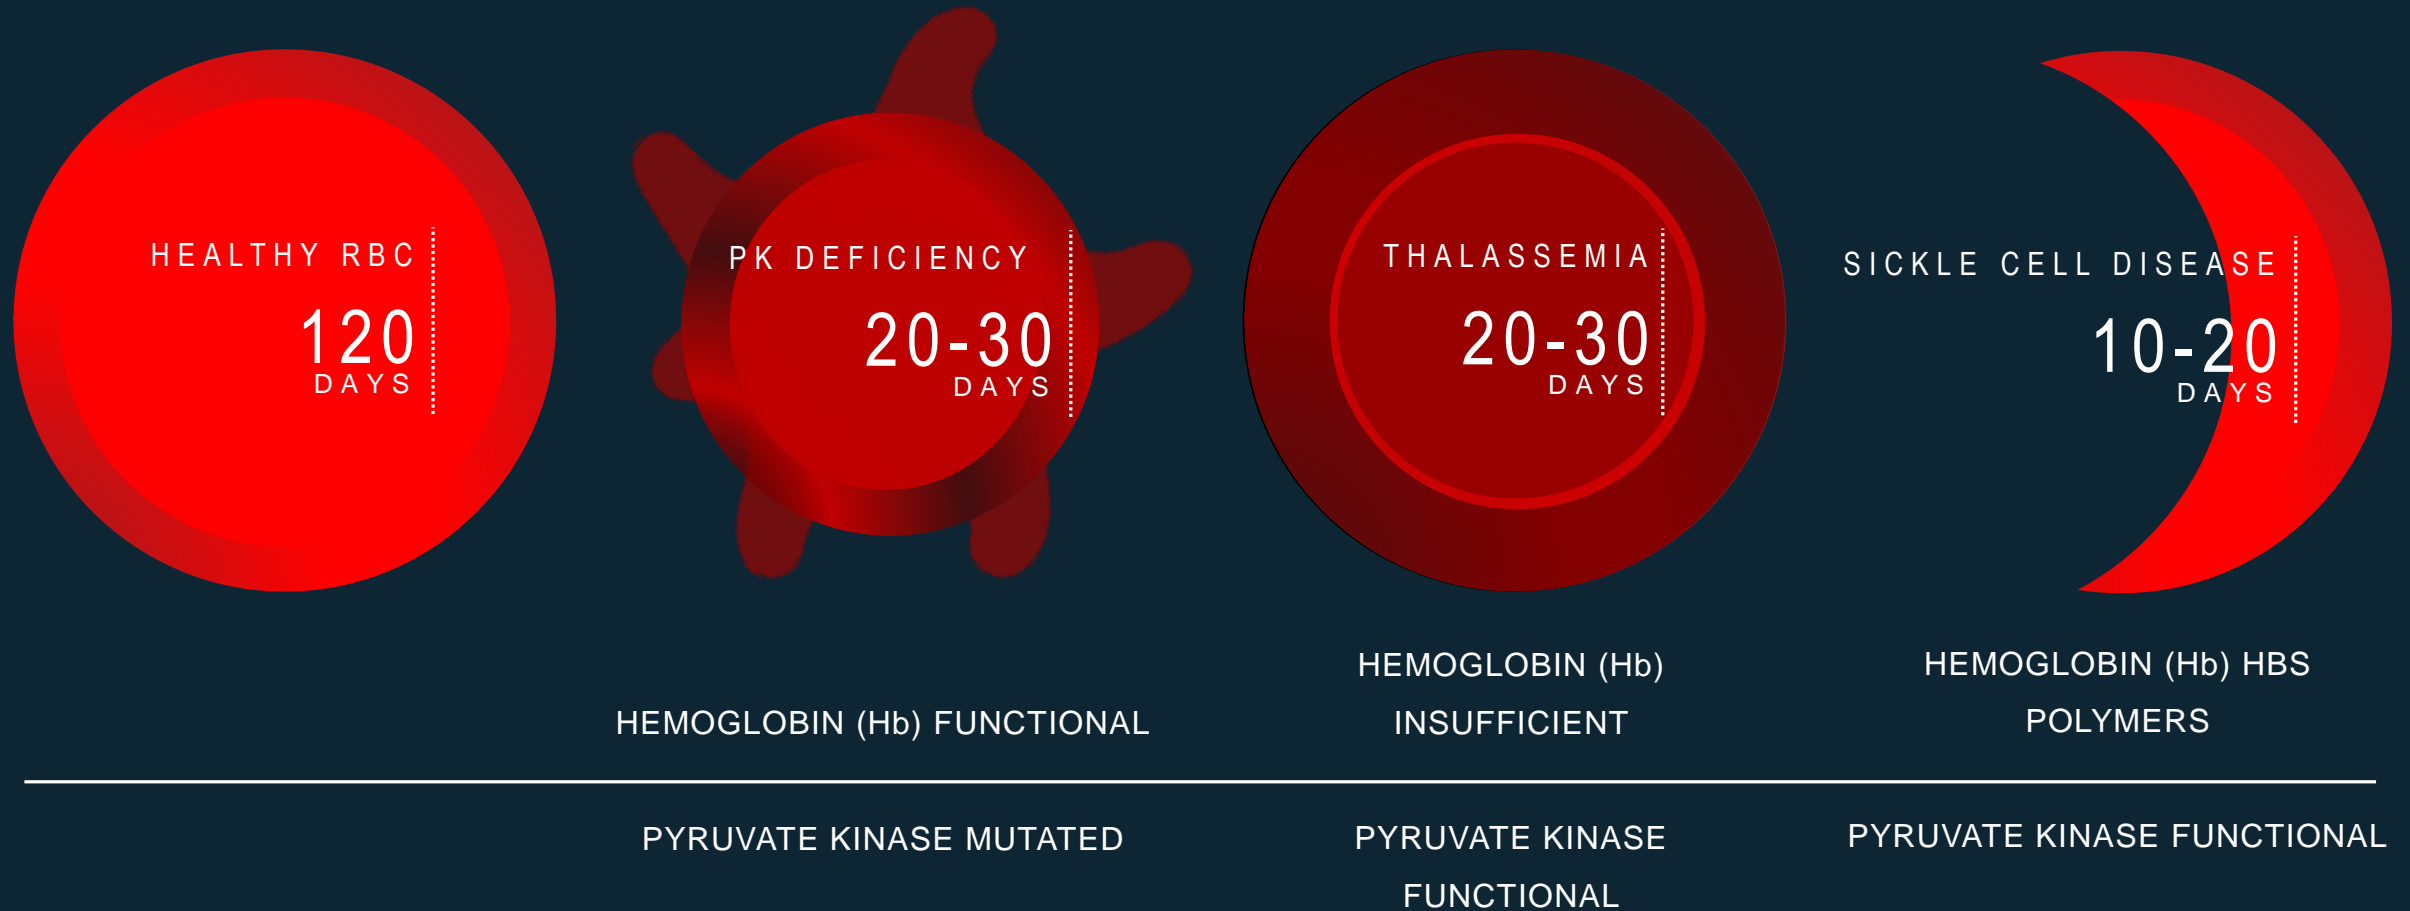 HEALTHY RBC
120
DAYS
PK DEFICIENCY
20-30
DAYS
THALASSEMIA
20-30
DAYS
SICKLE CELL DISEASE
10-20
DAYS
HEMOGLOBIN (Hb) FUNCTIONAL
HEMOGLOBIN (Hb)
INSUFFICIENT
HEMOGLOBIN (Hb) HBS
POLYMERS
PYRUVATE KINASE MUTATED
PYRUVATE KINASE
FUNCTIONAL
PYRUVATE KINASE FUNCTIONAL